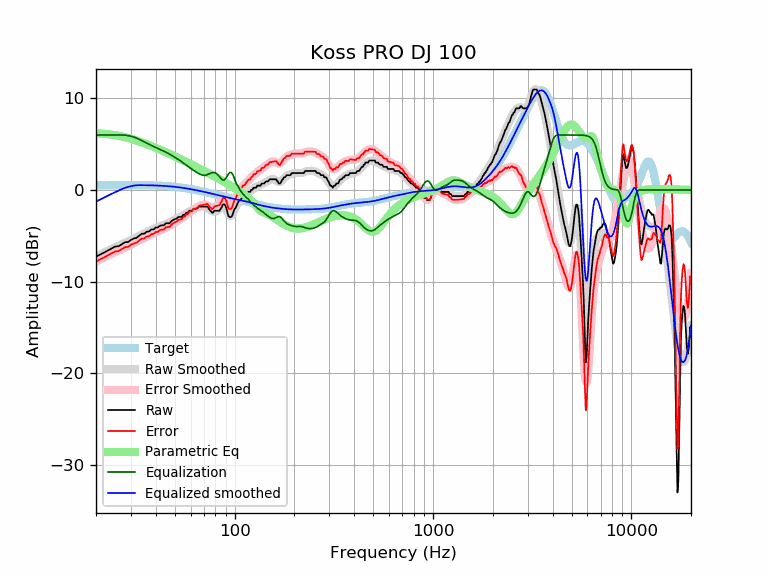 Koss PRO DJ 100
10
0
−10
−20
−30
Amplitude (dBr)
Target
Raw Smoothed
Error Smoothed
Raw
Error
Parametric Eq
Equalization
Equalized smoothed
100 1000 10000
Frequency (Hz)